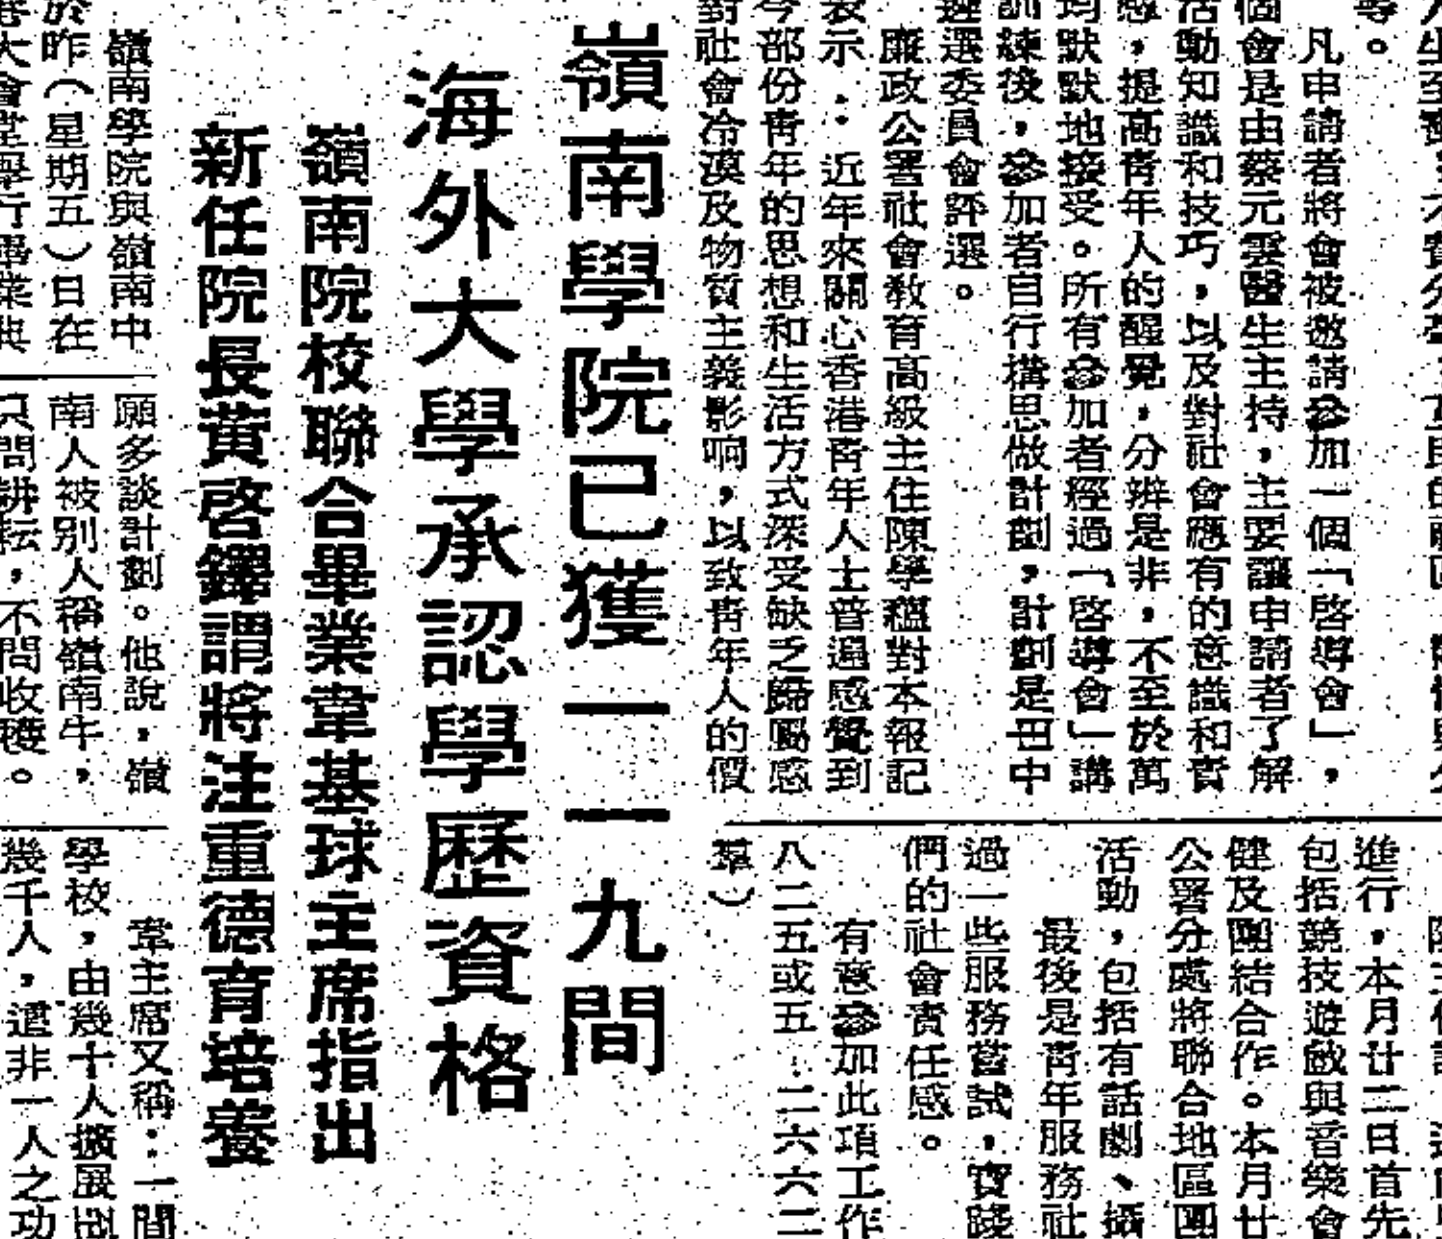 凡申請者將會被邀請參加一個「啓導會」，
個會是由蔡元雲醫生主持，主要讓申請者了解
活動知識和技巧，以及對社會應有的意識和責
感，提高青年人的醒覺，分辨是非，不至於萬
均默默地接受。所有參加者經過「啓導會」講
訓練後，參加者自行構思做計劃，計劃是由中
選委員會評選。
廉政公署社會教育高級主任陳學蘊對本報記
表示：近年來關心香港青年人士普遍感覺到
今部份青年的思想和生活方式深受缺乏歸屬感
對社會冷漠及物質主義影响，以致青年人的價
進行，本月廿二日首先
包括競技遊戲與音樂會
健及團結合作。本月廿
公署分處將聯合地區團
活動，包括有話劇、攝
最後是青年服務社
過一些服務嘗試，實踐
們的社會責任感。
有意參加此項工作
八二五或五：二六六二
羣）
嶺南學院已獲一一九間
海外大學承認學歷資格
嶺南院校聯合畢業韋基球主席指出
新任院長黃啓鐸謂將注重德育培養
嶺南學院與嶺南中
於昨（星期五）日在
大會堂舉行畢業典
願多談計劃。他說，嶺
南人被别人稱嶺南牛，
只問耕耘，不問收穫。
韋主席又稱：一間
學校，由幾十人擴展到
幾千人，遣非一人之功